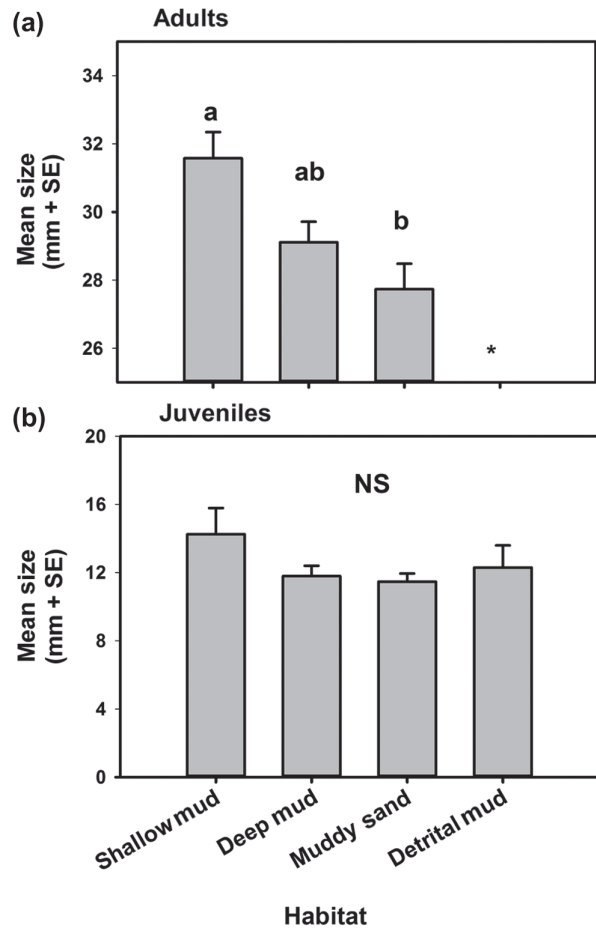 (a) Adults
Mean size
(mm + SE)
34
32
30
28
26
a
ab
b
*
(b) Juveniles
Mean size
(mm + SE)
20
16
12
8
4
0
NS
Shallow mud
Deep mud
Muddy sand
Detrital mud
Habitat